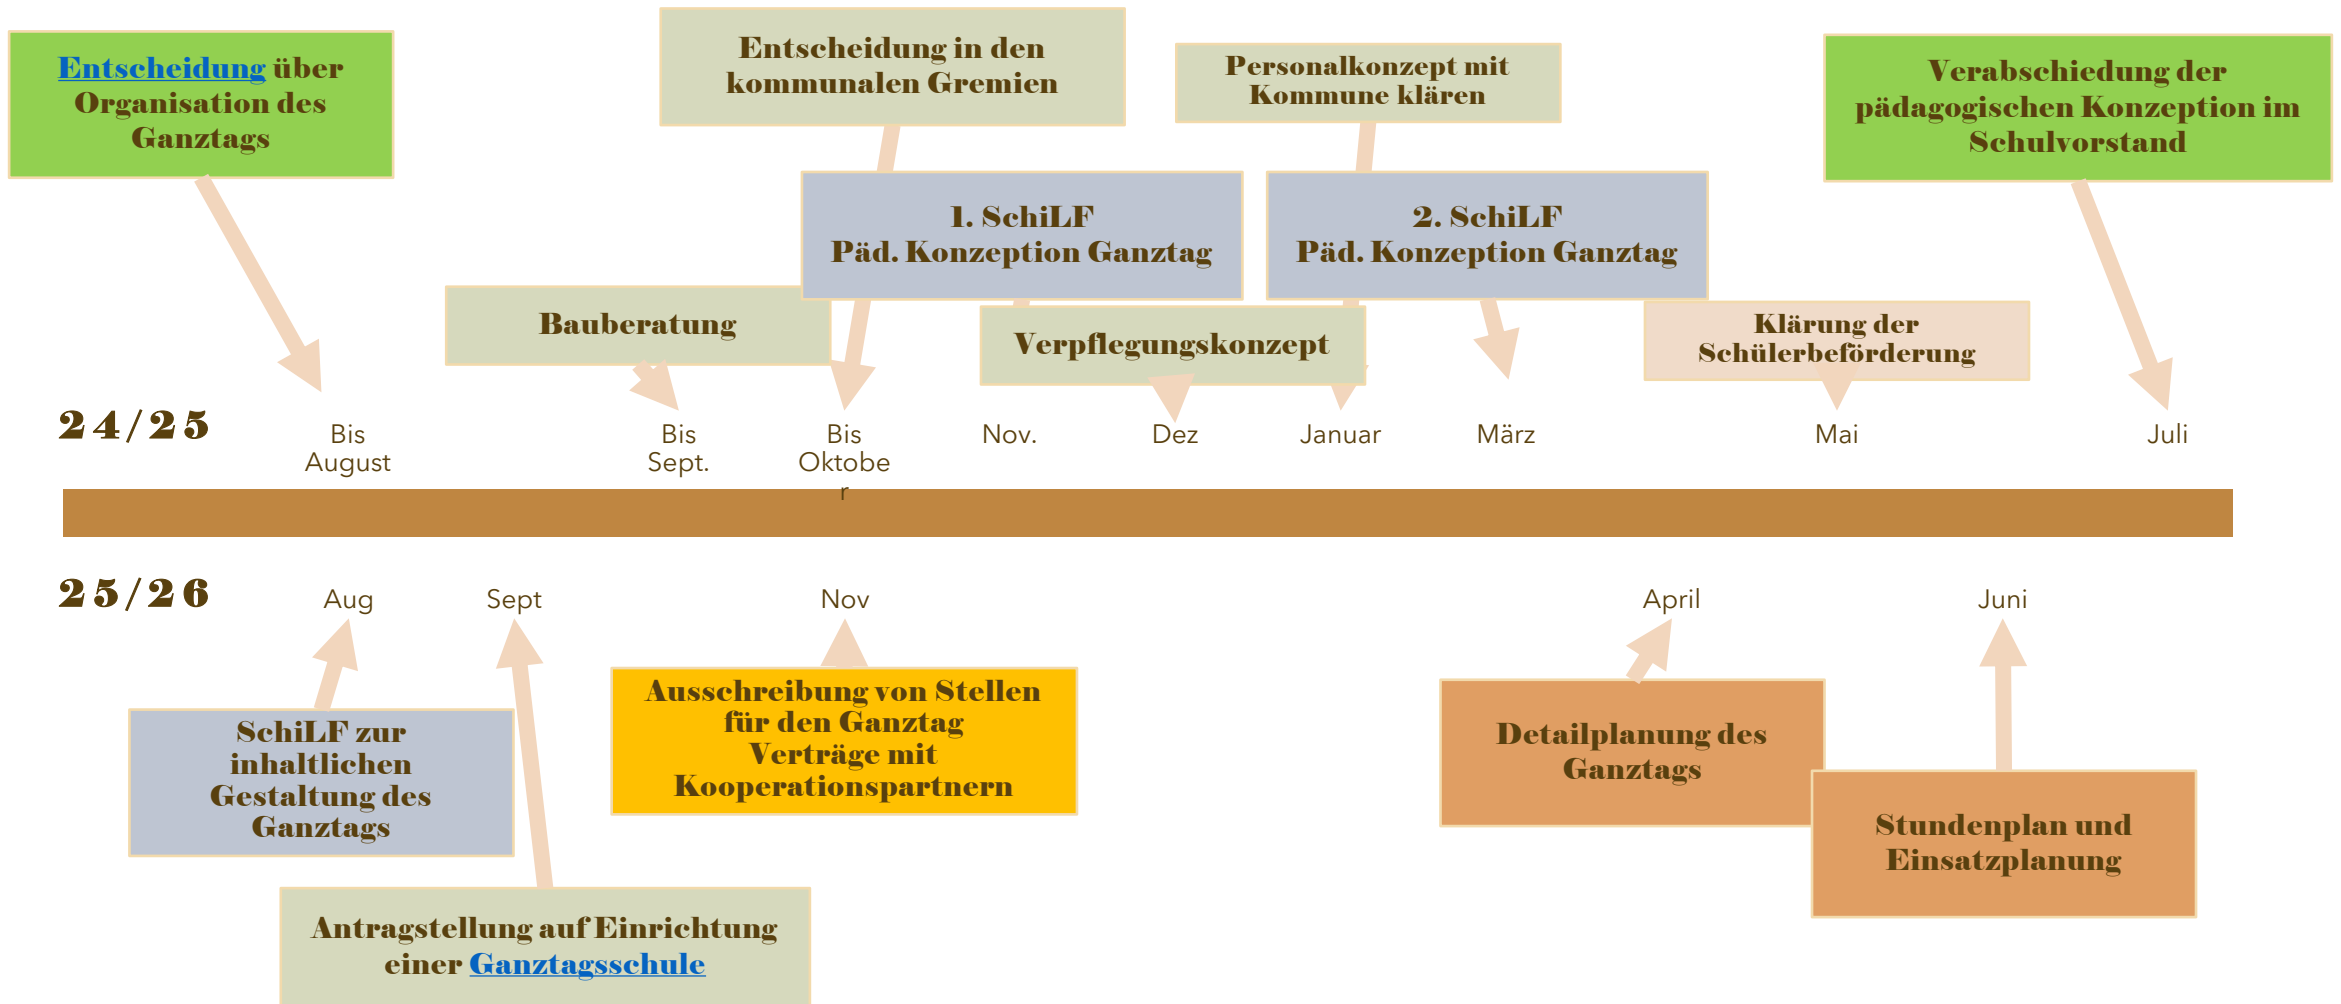 Entscheidung über
Organisation des
Ganztags
Entscheidung in den
kommunalen Gremien
Personalkonzept mit
Kommune klären
Verabschiedung der
pädagogischen Konzeption im
Schulvorstand
1. SchiLF
Päd. Konzeption Ganztag
2. SchiLF
Päd. Konzeption Ganztag
Bauberatung
Verpflegungskonzept
Klärung der
Schülerbeförderung
24/25
Bis
August
Bis
Sept.
Bis
Oktobe
r
Nov.
Dez
Januar
März
Mai
Juli
25/26
Aug
Sept
Nov
April
Juni
SchiLF zur
inhaltlichen
Gestaltung des
Ganztags
Ausschreibung von Stellen
für den Ganztag
Verträge mit
Kooperationspartnern
Detailplanung des
Ganztags
Stundenplan und
Einsatzplanung
Antragstellung auf Einrichtung
einer Ganztagsschule